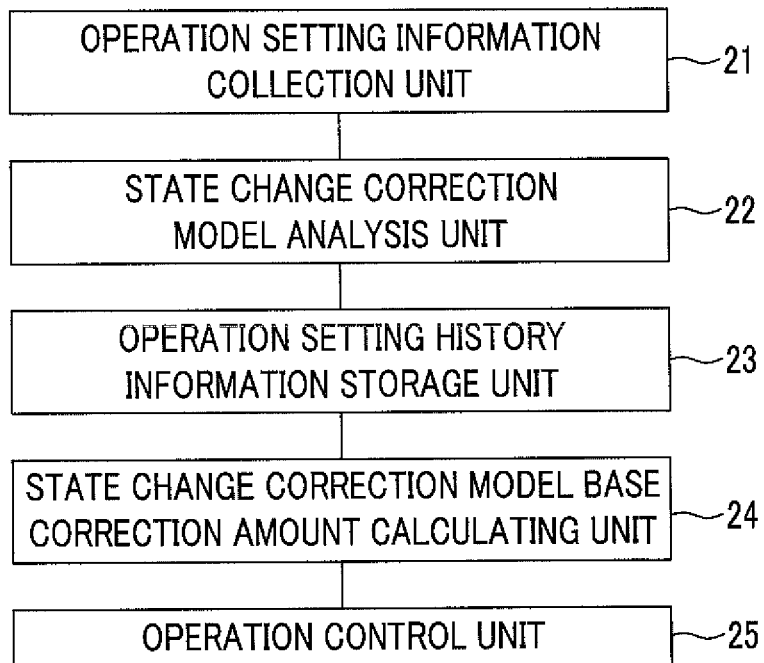 OPERATION SETTING INFORMATION
COLLECTION UNIT
21
STATE CHANGE CORRECTION
MODEL ANALYSIS UNIT
22
OPERATION SETTING HISTORY
INFORMATION STORAGE UNIT
23
STATE CHANGE CORRECTION MODEL BASE
CORRECTION AMOUNT CALCULATING UNIT
24
OPERATION CONTROL UNIT
25